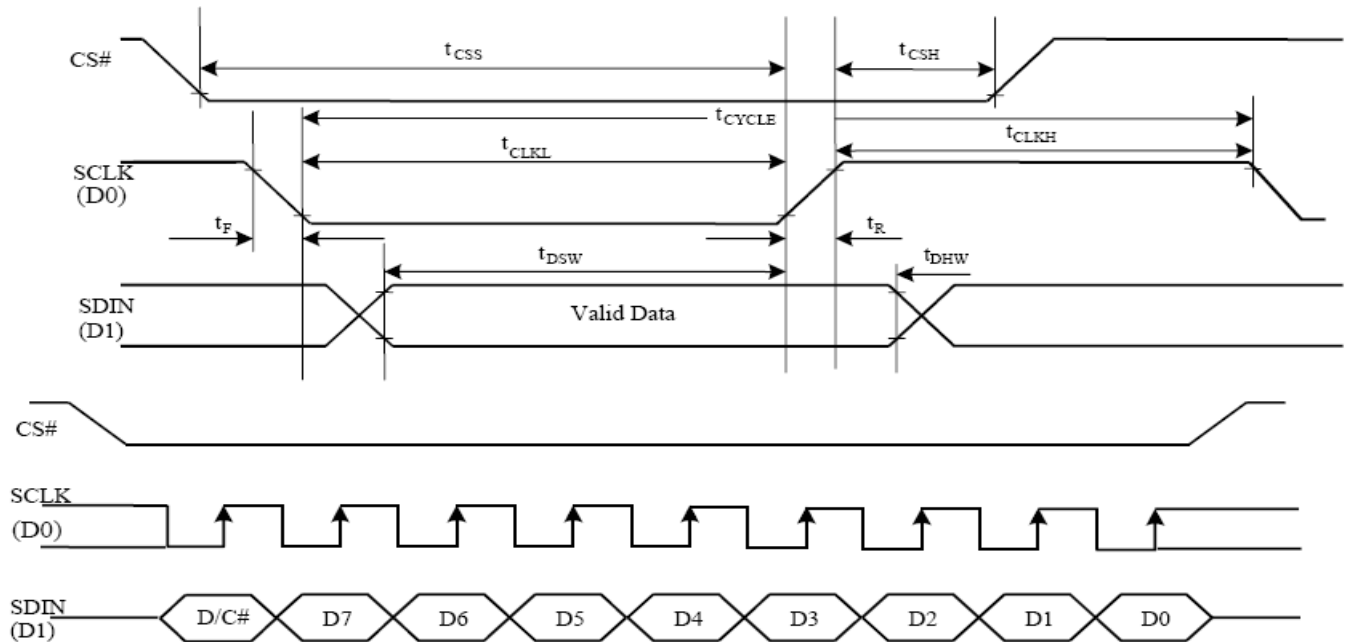 CS#
tCSS
tCSH
tCYCLE
tCLKL
tCLKH
SCLK
(D0)
tF
tR
tDSW
tDHW
SDIN
(D1)
Valid Data
CS#
SCLK
(D0)
SDIN
(D1)
D/C# D7 D6 D5 D4 D3 D2 D1 D0